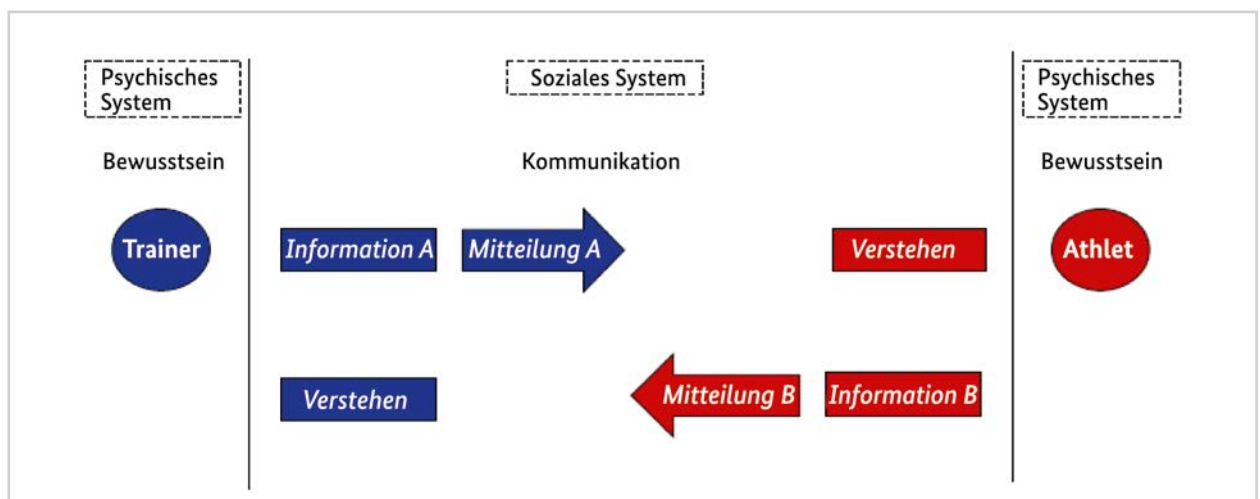 Psychisches
System
Soziales System
Psychisches
System
Bewusstsein
Kommunikation
Bewusstsein
Trainer
Information A
Mitteilung A
Verstehen
Athlet
Verstehen
Mitteilung B
Information B